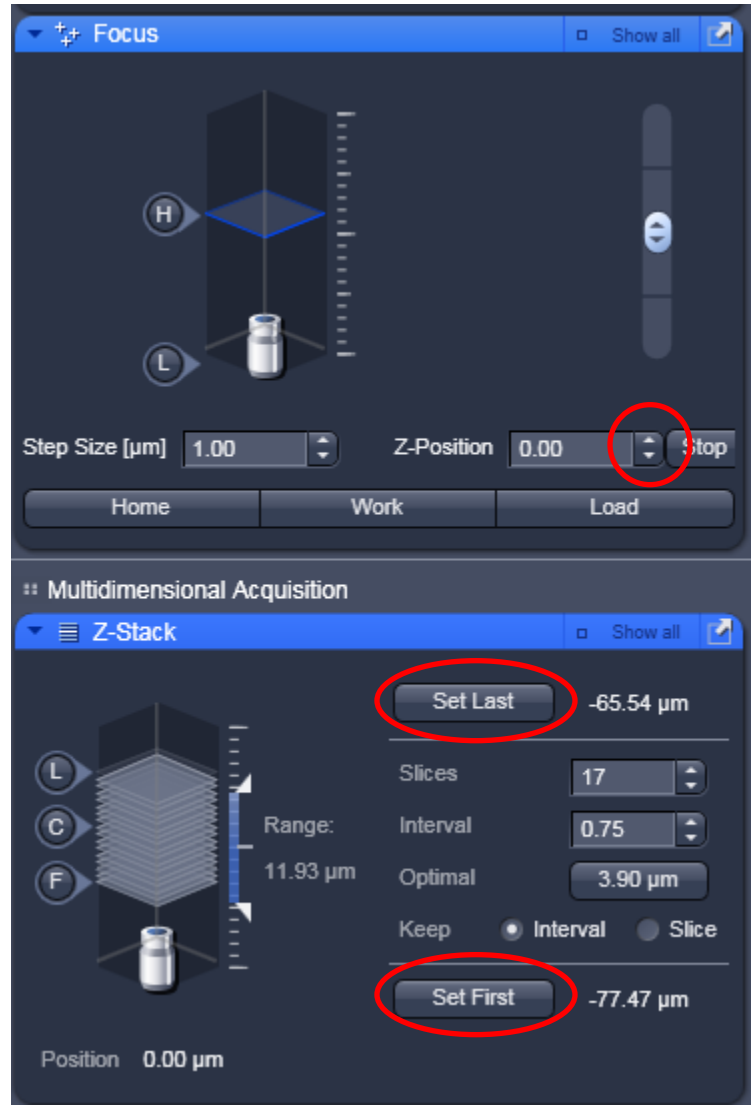 Focus Show all
H
L
Step Size [µm] 1.00 Z-Position 0.00 Stop
Home Work Load
Multidimensional Acquisition
Z-Stack Show all
Set Last -65.54 µm
L
Slices 17
C
Range: Interval 0.75
11.93 µm Optimal 3.90 µm
F
Keep Interval Slice
Set First -77.47 µm
Position 0.00 µm